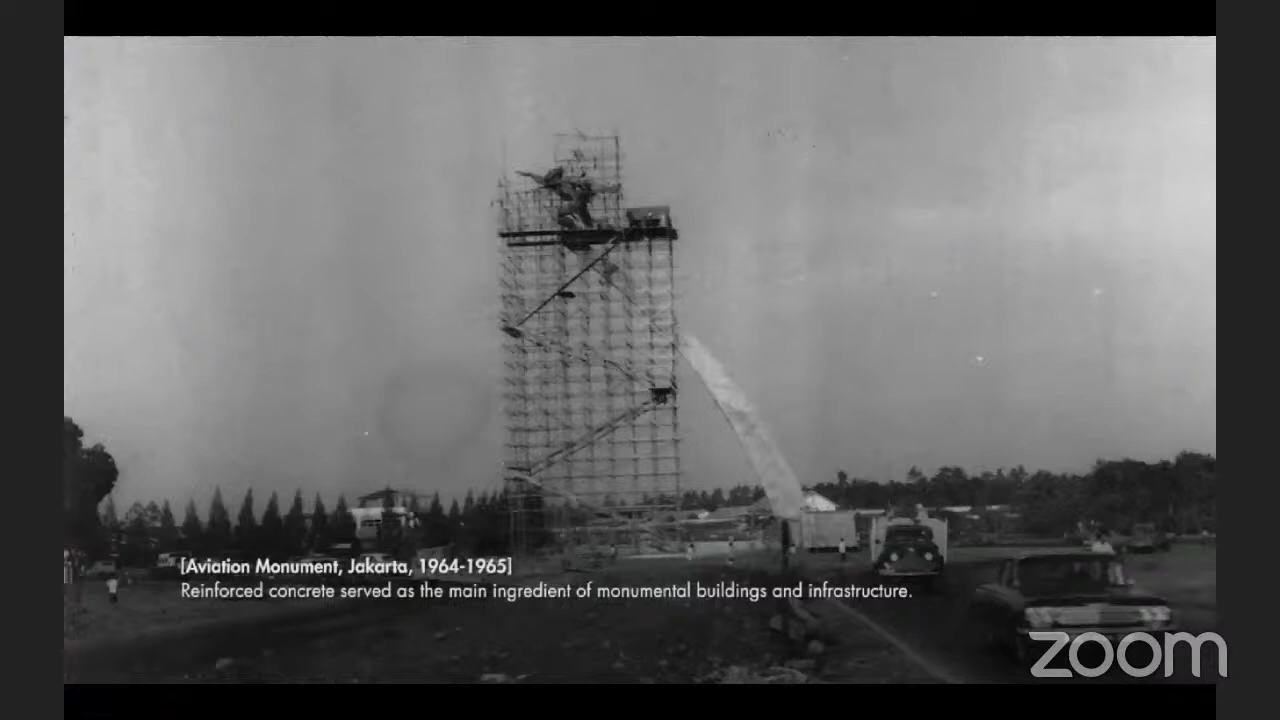 [Aviation Monument, Jakarta, 1964-1965]
Reinforced concrete served as the main ingredient of monumental buildings and infrastructure.
zoom